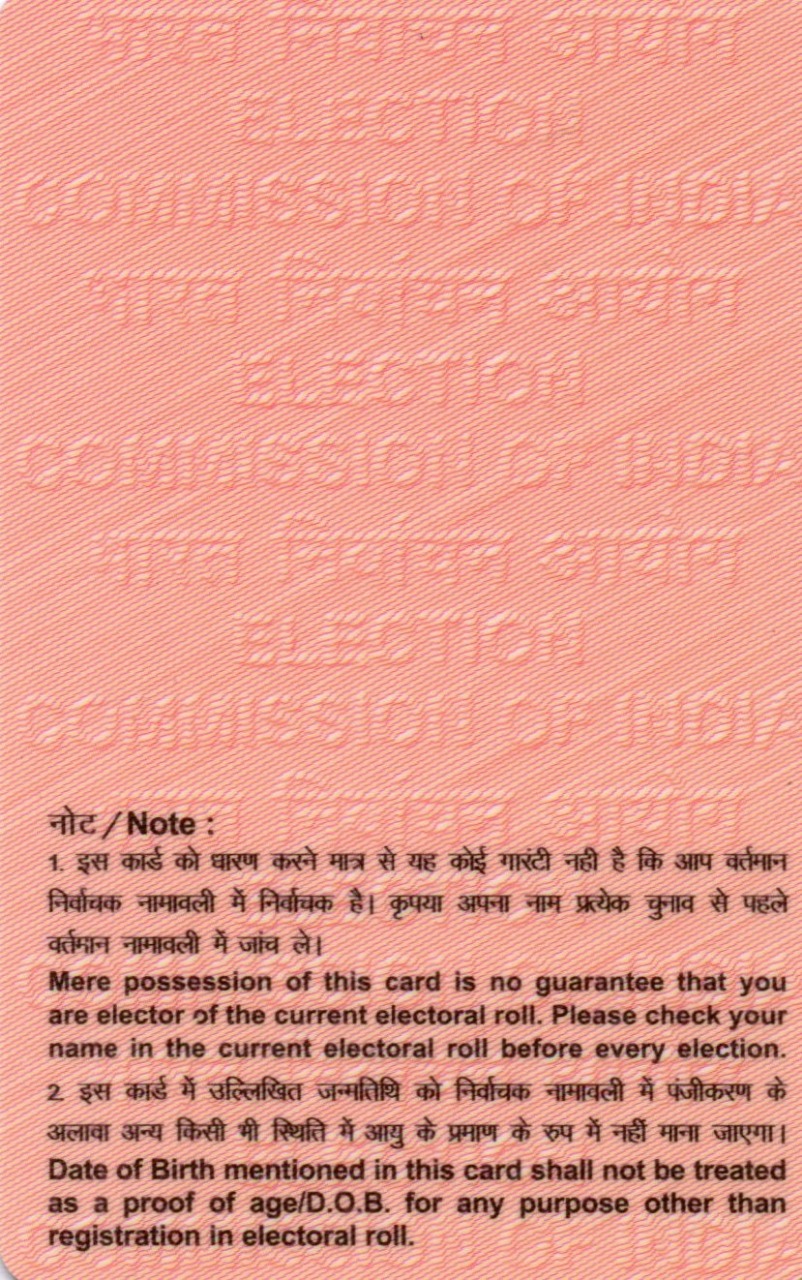 भारत निर्वाचन आयोग
ELECTION
COMMISSION OF INDIA
भारत निर्वाचन आयोग
ELECTION
COMMISSION OF INDIA
भारत निर्वाचन आयोग
ELECTION
COMMISSION OF INDIA
भारत निर्वाचन आयोग
नोट / Note :
1. इस कार्ड को धारण करने मात्र से यह कोई गारंटी नही है कि आप वर्तमान
निर्वाचक नामावली में निर्वाचक है। कृपया अपना नाम प्रत्येक चुनाव से पहले
वर्तमान नामावली में जांच ले।
Mere possession of this card is no guarantee that you
are elector of the current electoral roll. Please check your
name in the current electoral roll before every election.
2. इस कार्ड में उल्लिखित जन्मतिथि को निर्वाचक नामावली में पंजीकरण के
अलावा अन्य किसी भी स्थिति में आयु के प्रमाण के रुप में नहीं माना जाएगा।
Date of Birth mentioned in this card shall not be treated
as a proof of age/D.O.B. for any purpose other than
registration in electoral roll.